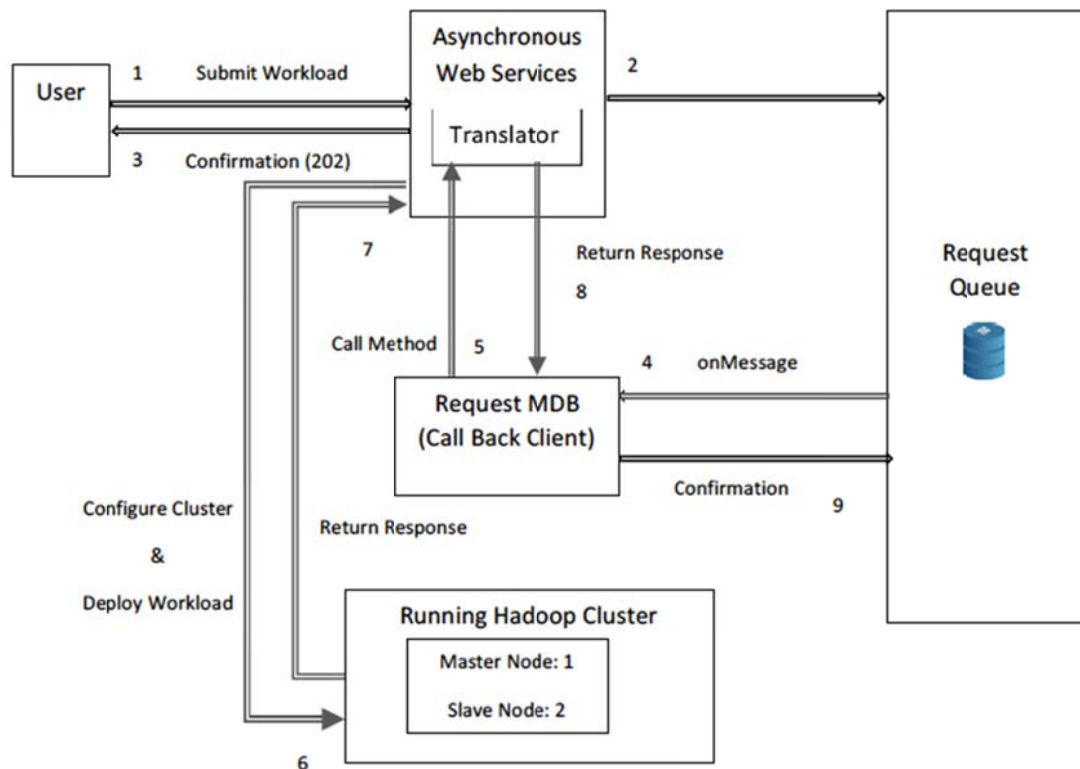 Asynchronous
Web Services
Translator
User
1
Submit Workload
2
3
Confirmation (202)
7
Return Response
8
Request
Queue
Call Method
5
4
onMessage
Request MDB
(Call Back Client)
Confirmation
9
Configure Cluster
&
Deploy Workload
Return Response
Running Hadoop Cluster
Master Node: 1
Slave Node: 2
6